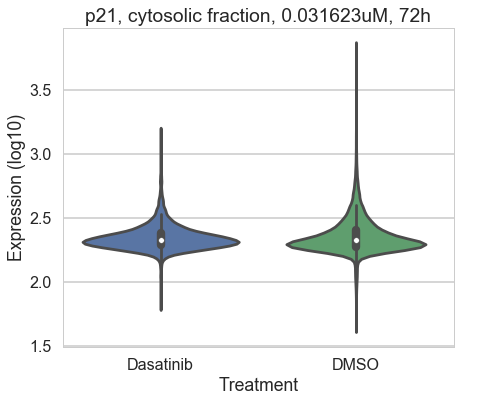 p21, cytosolic fraction, 0.031623uM, 72h
Expression (log10)
3.5
3.0
2.5
2.0
1.5
Dasatinib DMSO
Treatment